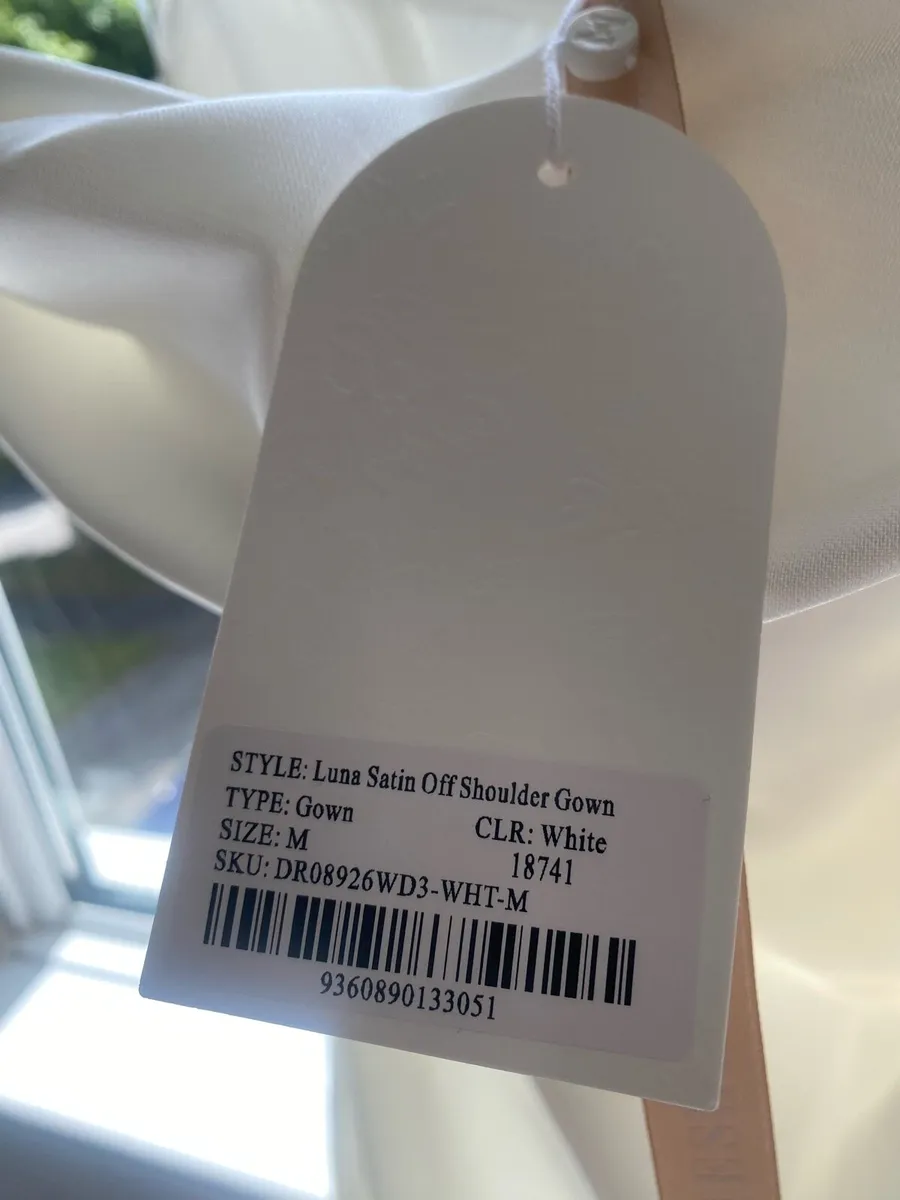 STYLE: Luna Satin Off Shoulder Gown
TYPE: Gown CLR: White
SIZE: M 18741
SKU: DR08926WD3-WHT-M
9360890133051